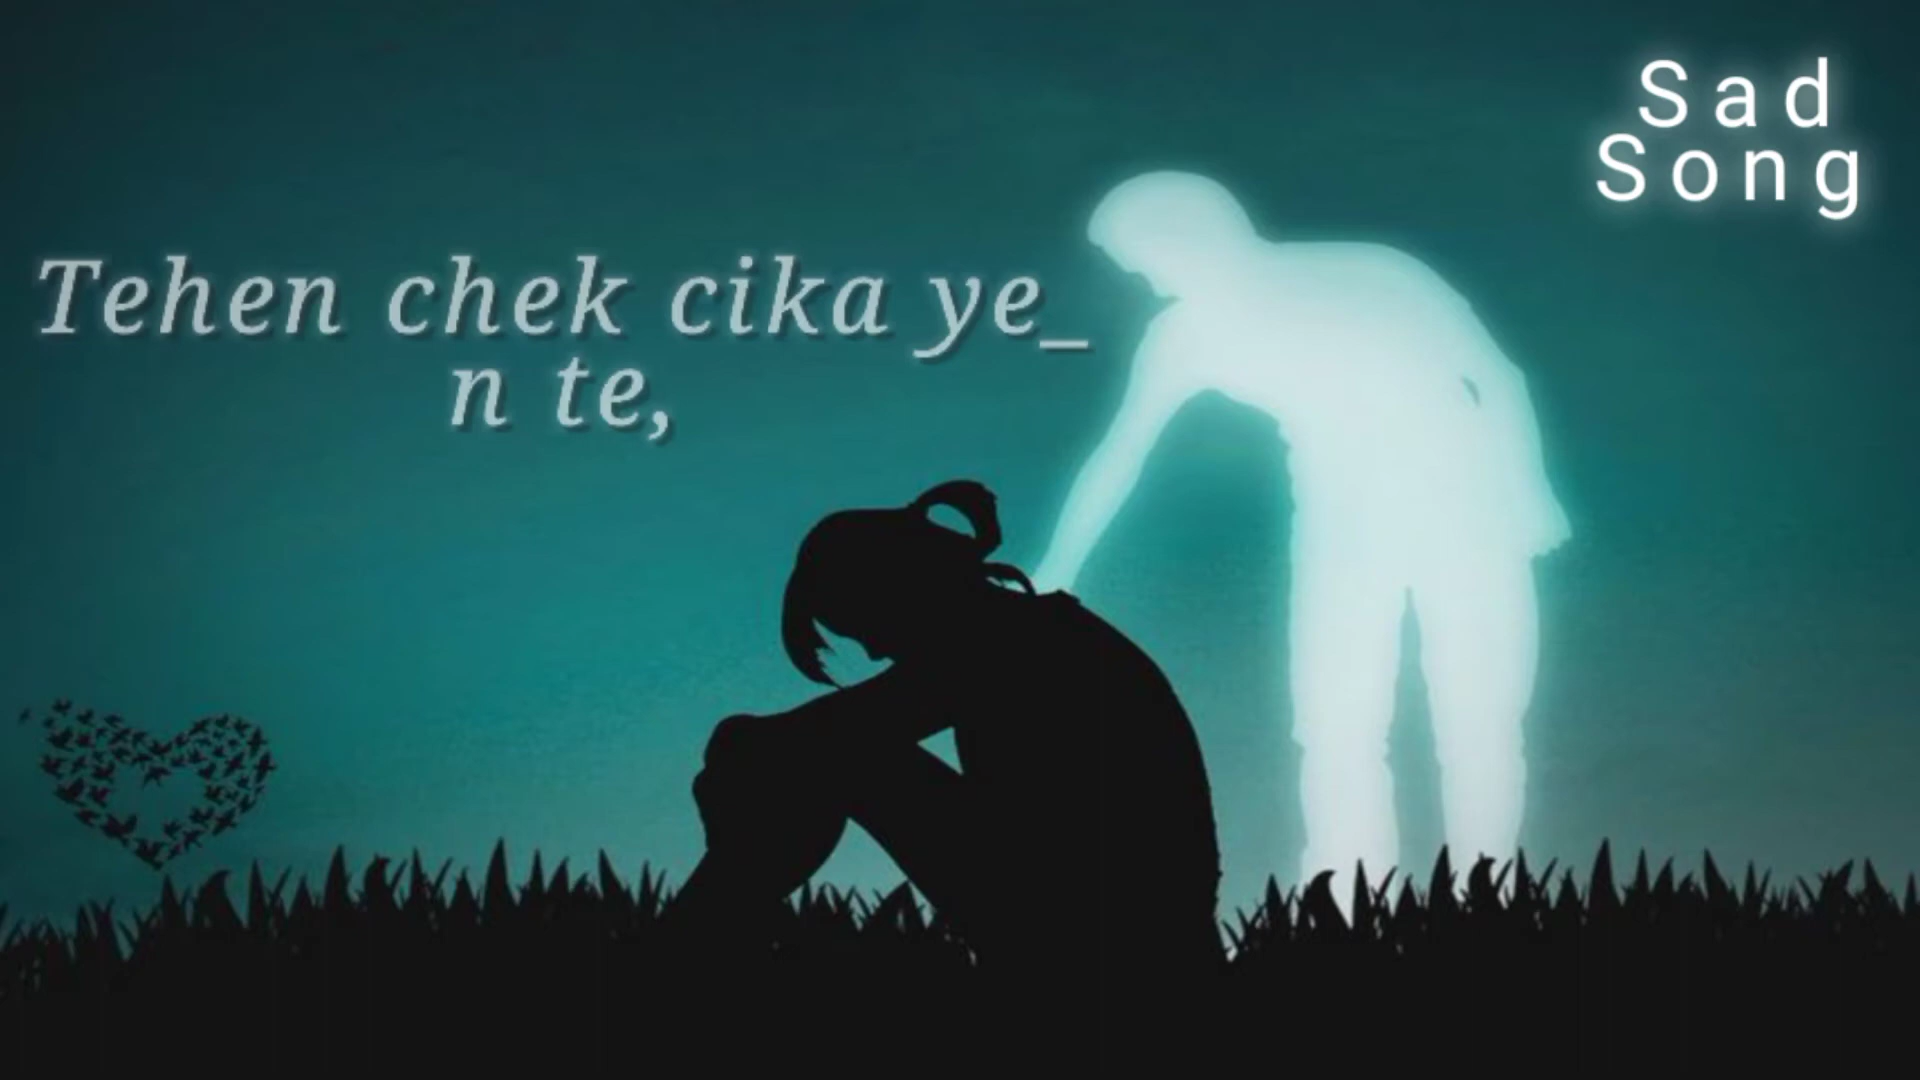 Sad
Song
Tehen chek cika ye_
n te,